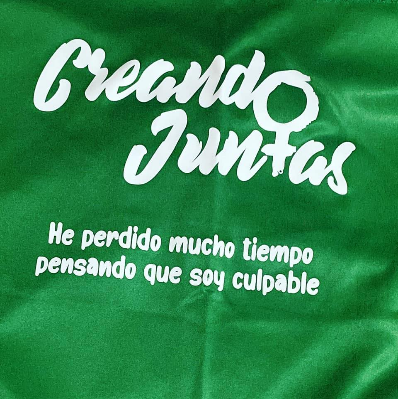 Creando
Juntas
He perdido mucho tiempo
pensando que soy culpable